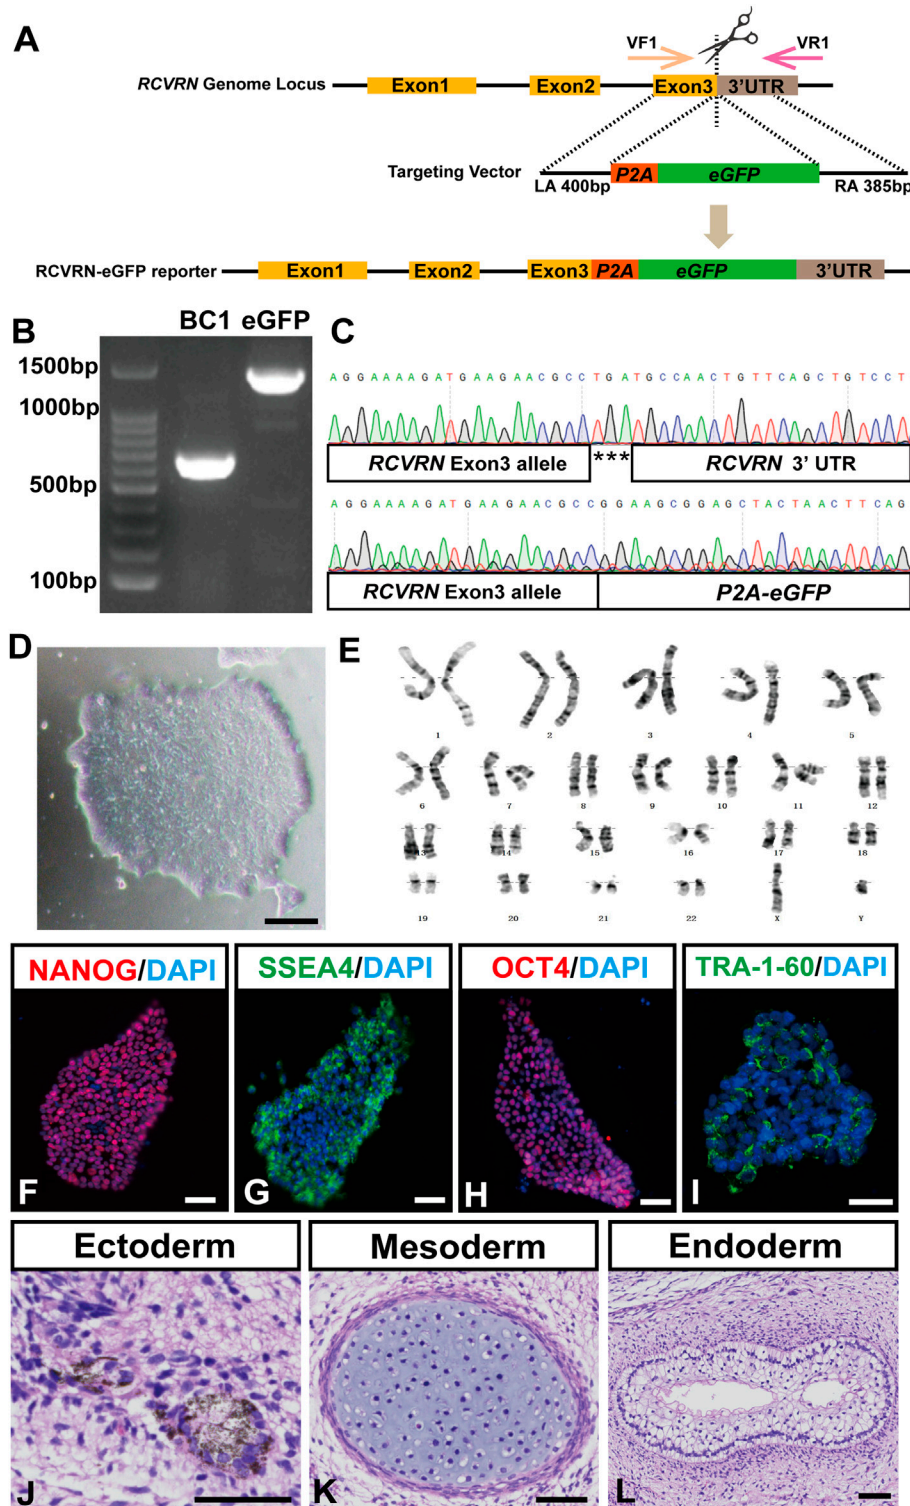 A
VF1
VR1
RCVRN Genome Locus
Exon1
Exon2
Exon3
3'UTR
Targeting Vector
P2A
eGFP
LA 400bp
RA 385bp
RCVRN-eGFP reporter
Exon1
Exon2
Exon3
P2A
eGFP
3'UTR
B
BC1 eGFP
1500bp
1000bp
500bp
100bp
C
AGGAAAAGATGAAGAACGCCTGATGCCAACTGTTCAGCTGTCCT
RCVRN Exon3 allele
***
RCVRN 3' UTR
AGGAAAAGATGAAGAACGCCGGAAGCGGAGCTACTAACTTCAG
RCVRN Exon3 allele
P2A-eGFP
D
E
1 2 3 4 5
6 7 8 9 10 11 12
13 14 15 16 17 18
19 20 21 22 X Y
NANOG/DAPI
SSEA4/DAPI
OCT4/DAPI
TRA-1-60/DAPI
F
G
H
I
Ectoderm
Mesoderm
Endoderm
J
K
L